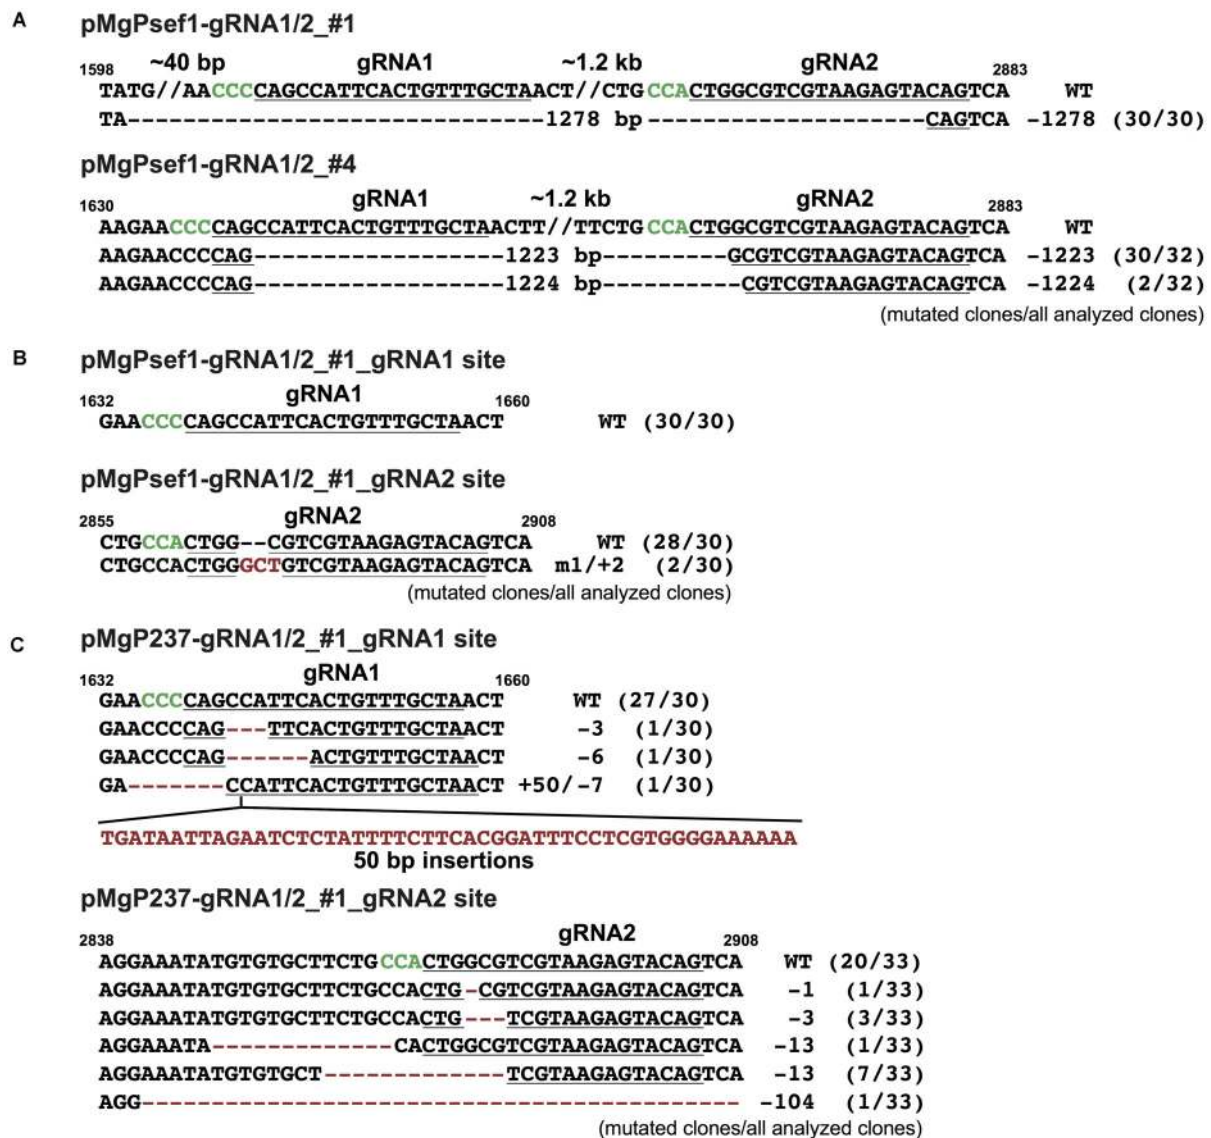 A pMgPsef1-gRNA1/2_#1
1598 ~40 bp gRNA1 ~1.2 kb gRNA2 2883
TATG//AACCCCAGCCATTCACTGTTTGCTAACT//CTGCCACTGGCGTCGTAAGAGTACAGTCA WT
TA------------------------------1278 bp--------------------CAGTCA -1278 (30/30)
pMgPsef1-gRNA1/2_#4
1630 gRNA1 ~1.2 kb gRNA2 2883
AAGAACCCCAGCCATTCACTGTTTGCTAACTT//TTCTGCCACTGGCGTCGTAAGAGTACAGTCA WT
AAGAACCCCAG------------------1223 bp---------GCGTCGTAAGAGTACAGTCA -1223 (30/32)
AAGAACCCCAG------------------1224 bp----------CGTCGTAAGAGTACAGTCA -1224 (2/32)
(mutated clones/all analyzed clones)
B pMgPsef1-gRNA1/2_#1_gRNA1 site
gRNA1
1632 1660
GAACCCCAGCCATTCACTGTTTGCTAACT WT (30/30)
pMgPsef1-gRNA1/2_#1_gRNA2 site
2855 gRNA2 2908
CTGCCACTGG--CGTCGTAAGAGTACAGTCA WT (28/30)
CTGCCACTGGGCTGTCGTAAGAGTACAGTCA m1/+2 (2/30)
(mutated clones/all analyzed clones)
C pMgP237-gRNA1/2_#1_gRNA1 site
1632 gRNA1 1660
GAACCCCAGCCATTCACTGTTTGCTAACT WT (27/30)
GAACCCCAG---TTCACTGTTTGCTAACT -3 (1/30)
GAACCCCAG------ACTGTTTGCTAACT -6 (1/30)
GA-------CCATTCACTGTTTGCTAACT +50/-7 (1/30)
TGATAATTAGAATCTCTATTTTCTTCACGGATTTCCTCGTGGGGAAAAAA
50 bp insertions
pMgP237-gRNA1/2_#1_gRNA2 site
2838 gRNA2 2908
AGGAAATATGTGTGCTTCTGCCACTGGCGTCGTAAGAGTACAGTCA WT (20/33)
AGGAAATATGTGTGCTTCTGCCACTG-CGTCGTAAGAGTACAGTCA -1 (1/33)
AGGAAATATGTGTGCTTCTGCCACTG---TCGTAAGAGTACAGTCA -3 (3/33)
AGGAAATA-------------CACTGGCGTCGTAAGAGTACAGTCA -13 (1/33)
AGGAAATATGTGTGCT-------------TCGTAAGAGTACAGTCA -13 (7/33)
AGG------------------------------------------- -104 (1/33)
(mutated clones/all analyzed clones)